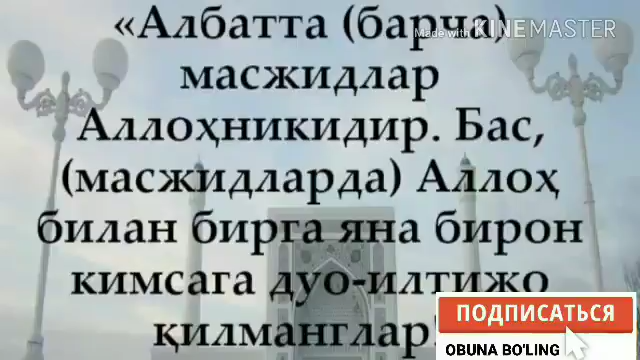 «Албатта (барча)
Made with KINEMASTER
масжидлар
Аллоҳникидир. Бас,
(масжидларда) Аллоҳ
билан бирга яна бирон
кимсага дуо-илтижо
қилманглар
ПОДПИСАТЬСЯ
OBUNA BO'LING